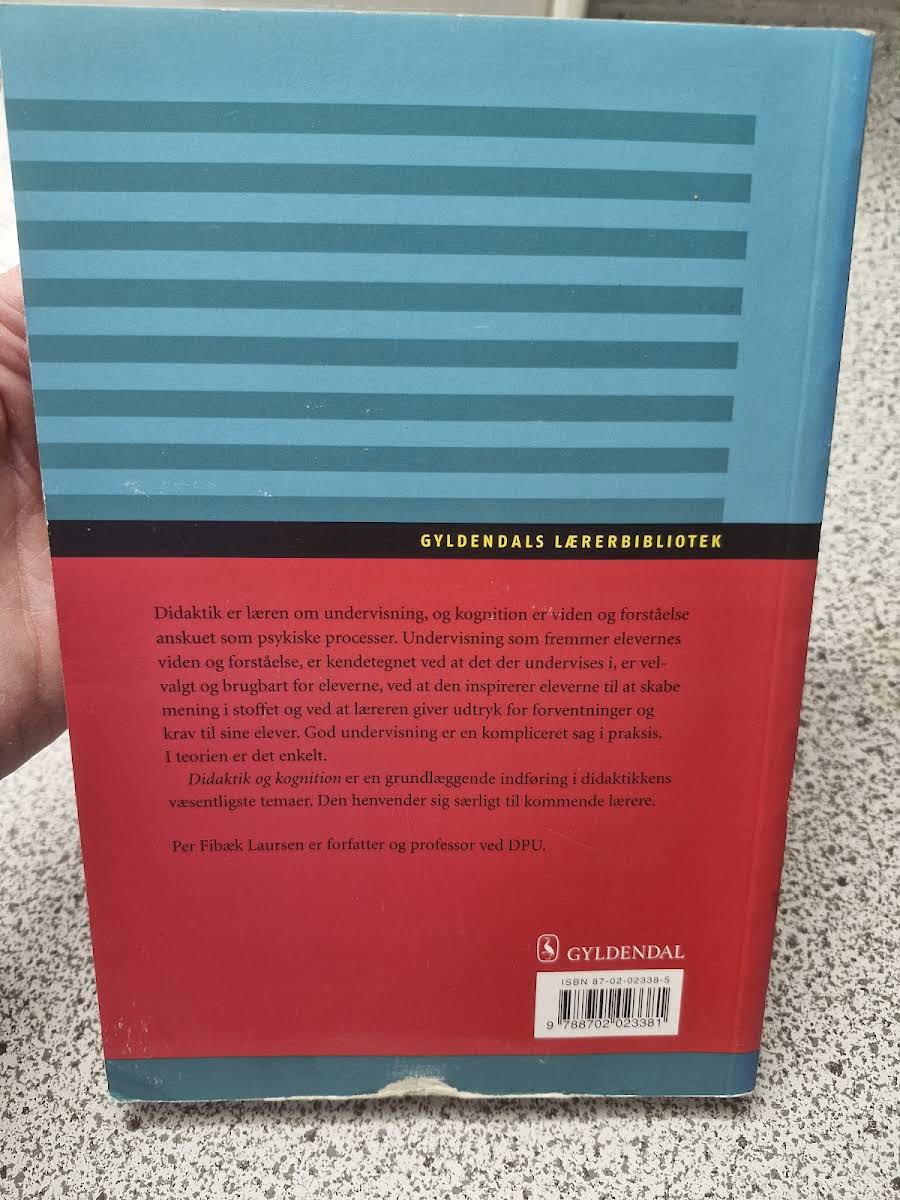 GYLDENDALS LÆRERBIBLIOTEK
Didaktik er læren om undervisning, og kognition er viden og forståelse
anskuet som psykiske processer. Undervisning som fremmer elevernes
viden og forståelse, er kendetegnet ved at det der undervises i, er vel-
valgt og brugbart for eleverne, ved at den inspirerer eleverne til at skabe
mening i stoffet og ved at læreren giver udtryk for forventninger og
krav til sine elever. God undervisning er en kompliceret sag i praksis.
I teorien er det enkelt.
Didaktik og kognition er en grundlæggende indføring i didaktikkens
væsentligste temaer. Den henvender sig særligt til kommende lærere.
Per Fibæk Laursen er forfatter og professor ved DPU.
GYLDENDAL
ISBN 87-02-02338-5
9 788702 023381